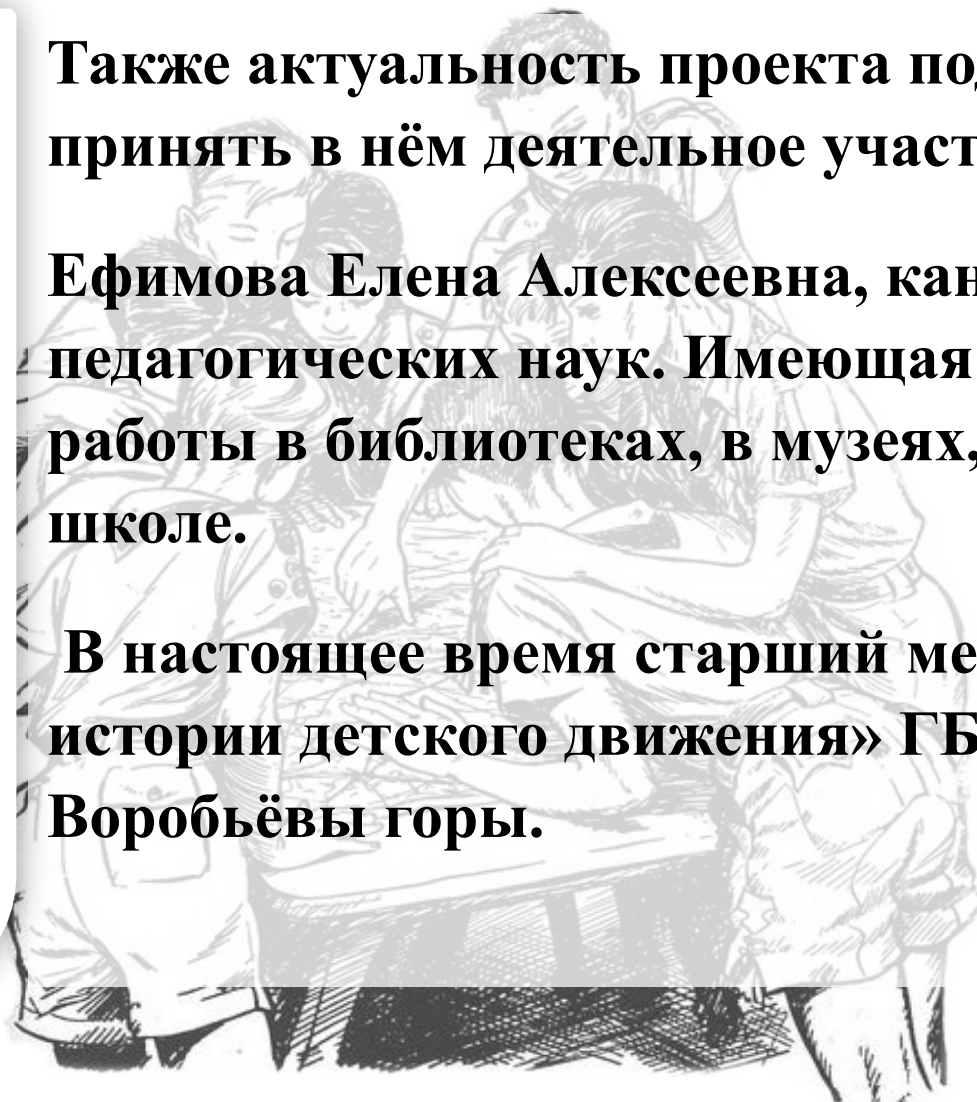 Также актуальность проекта по
принять в нём деятельное участ
Ефимова Елена Алексеевна, кан
педагогических наук. Имеющая
работы в библиотеках, в музеях,
школе.
В настоящее время старший ме
истории детского движения» ГБ
Воробьёвы горы.